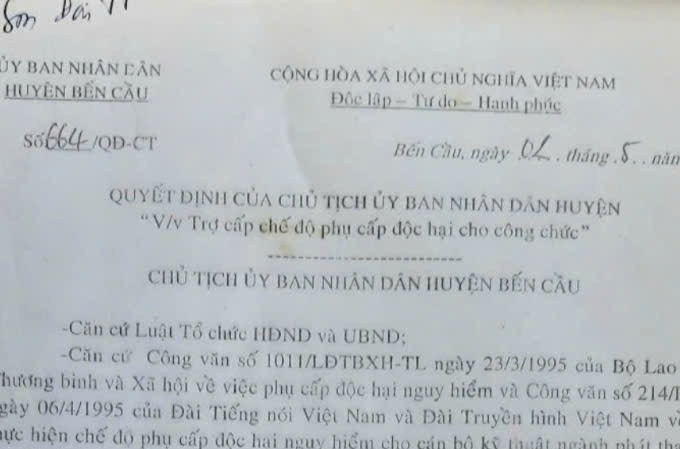 Sơn Đài
ỦY BAN NHÂN DÂN
HUYỆN BẾN CẦU
CỘNG HÒA XÃ HỘI CHỦ NGHĨA VIỆT NAM
Độc lập – Tự do – Hạnh phúc
Số 664/QĐ-CT
Bến Cầu, ngày 02. tháng.5..năm
QUYẾT ĐỊNH CỦA CHỦ TỊCH ỦY BAN NHÂN DÂN HUYỆN
“V/v Trợ cấp chế độ phụ cấp độc hại cho công chức”
CHỦ TỊCH ỦY BAN NHÂN DÂN HUYỆN BẾN CẦU
-Căn cứ Luật Tổ chức HĐND và UBND;
-Căn cứ Công văn số 1011/LĐTBXH-TL ngày 23/3/1995 của Bộ Lao
Thương binh và Xã hội về việc phụ cấp độc hại nguy hiểm và Công văn số 214/
ngày 06/4/1995 của Đài Tiếng nói Việt Nam và Đài Truyền hình Việt Nam về
thực hiện chế độ phụ cấp độc hại nguy hiểm cho cán bộ kỹ thuật ngành phát